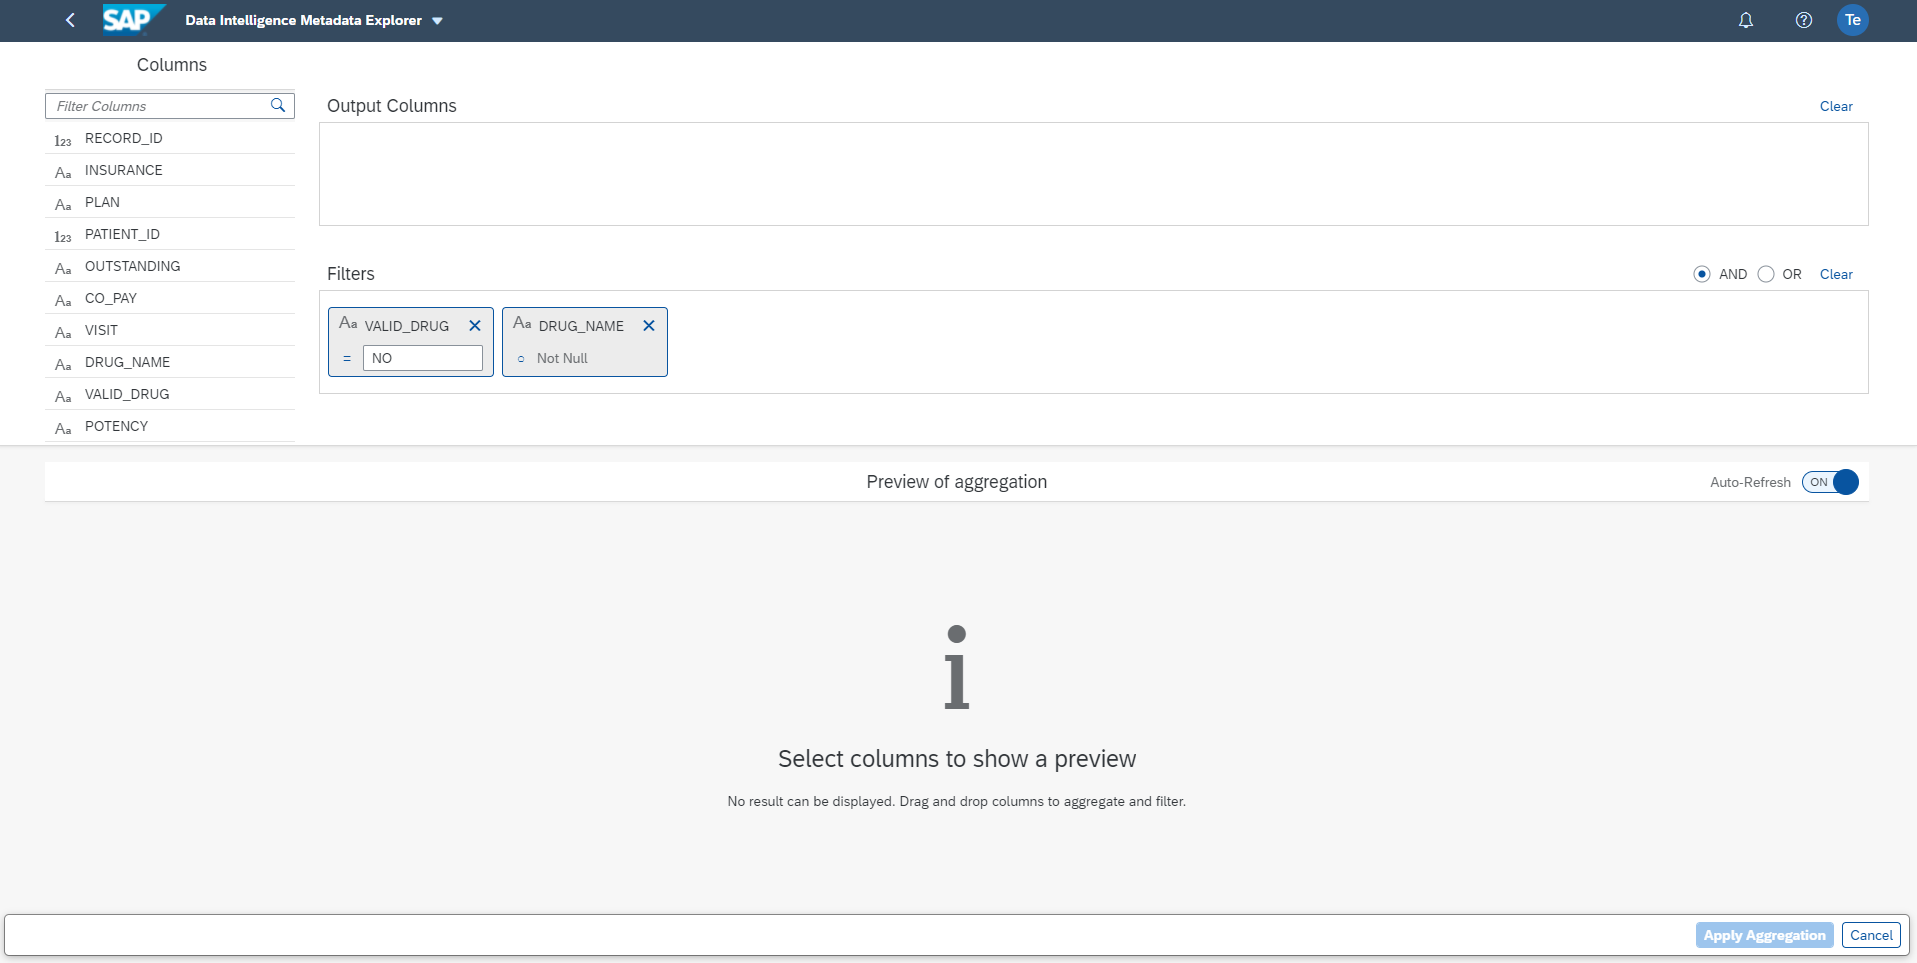 SAP Data Intelligence Metadata Explorer Te
Columns
Filter Columns
RECORD_ID
INSURANCE
PLAN
PATIENT_ID
OUTSTANDING
CO_PAY
VISIT
DRUG_NAME
VALID_DRUG
POTENCY
Output Columns Clear
Filters AND OR Clear
VALID_DRUG
= NO
DRUG_NAME
Not Null
Preview of aggregation Auto-Refresh ON
Select columns to show a preview
No result can be displayed. Drag and drop columns to aggregate and filter.
Apply Aggregation Cancel